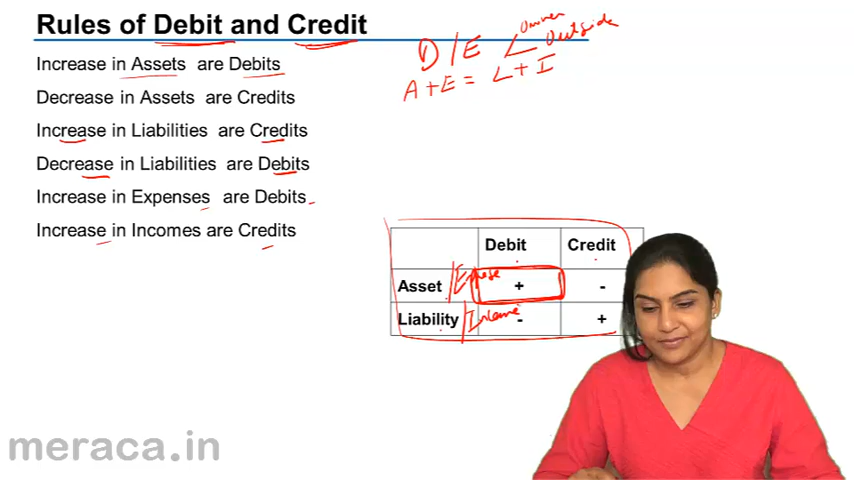 Rules of Debit and Credit
D/E < Owner
Outside
A+E = L+I
Increase in Assets are Debits
Decrease in Assets are Credits
Increase in Liabilities are Credits
Decrease in Liabilities are Debits
Increase in Expenses are Debits
Increase in Incomes are Credits
Debit Credit
Asset /Expense + -
Liability /Income - +
meraca.in